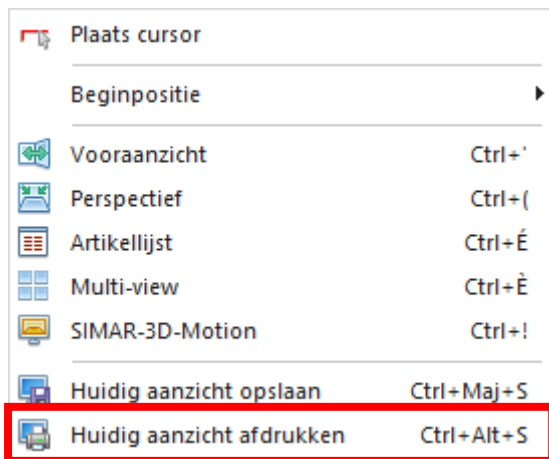 Plaats cursor
Beginpositie
Vooraanzicht Ctrl+'
Perspectief Ctrl+(
Artikellijst Ctrl+É
Multi-view Ctrl+È
SIMAR-3D-Motion Ctrl+!
Huidig aanzicht opslaan Ctrl+Maj+S
Huidig aanzicht afdrukken Ctrl+Alt+S